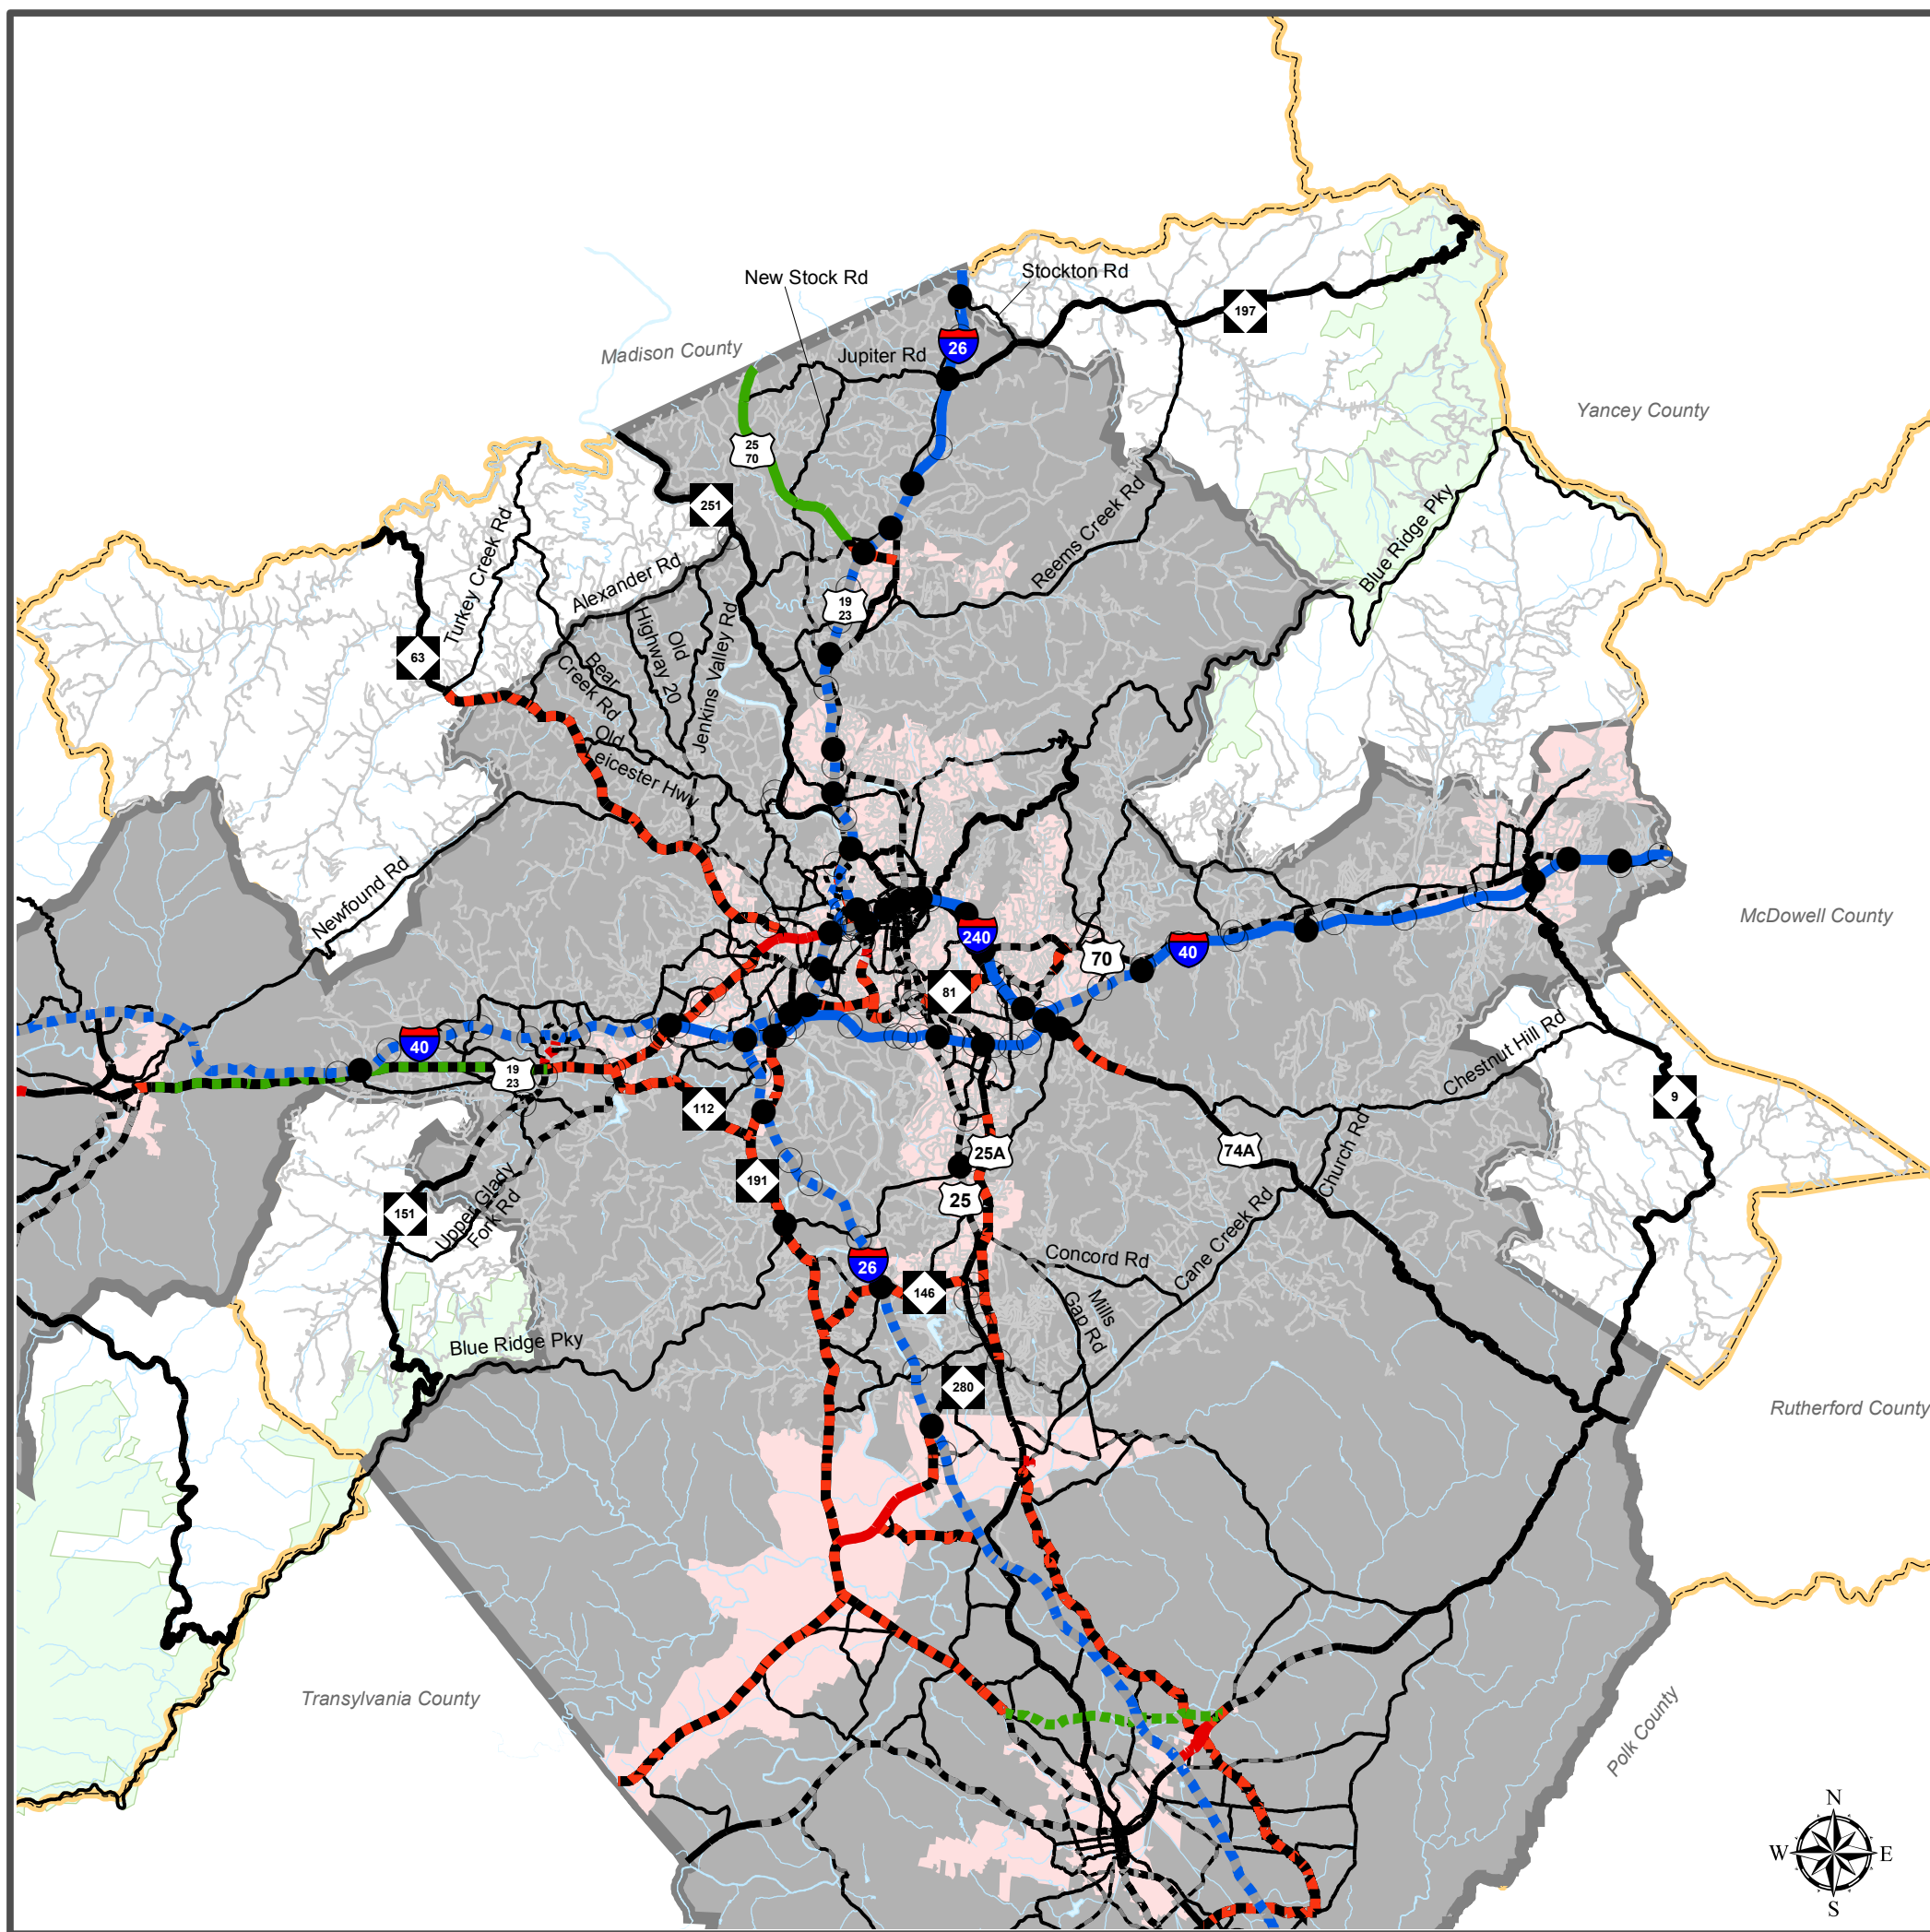 Stockton Rd
New Stock Rd
197
26
Madison County
Jupiter Rd
Yancey County
25
70
251
Reems Creek Rd
Blue Ridge Pky
Turkey Creek Rd
Alexander Rd
19
23
Old
Highway 20
Jenkins Valley Rd
63
Bear
Creek Rd
Old
Leicester Hwy
Newfound Rd
McDowell County
240
70
40
81
40
19
23
Chestnut Hill Rd
9
112
Church Rd
74A
25A
191
25
151
Upper Glady
Fork Rd
Concord Rd
Cane Creek Rd
26
146
Mills
Gap Rd
Blue Ridge Pky
280
Rutherford County
Transylvania County
Polk County
N
W
E
S